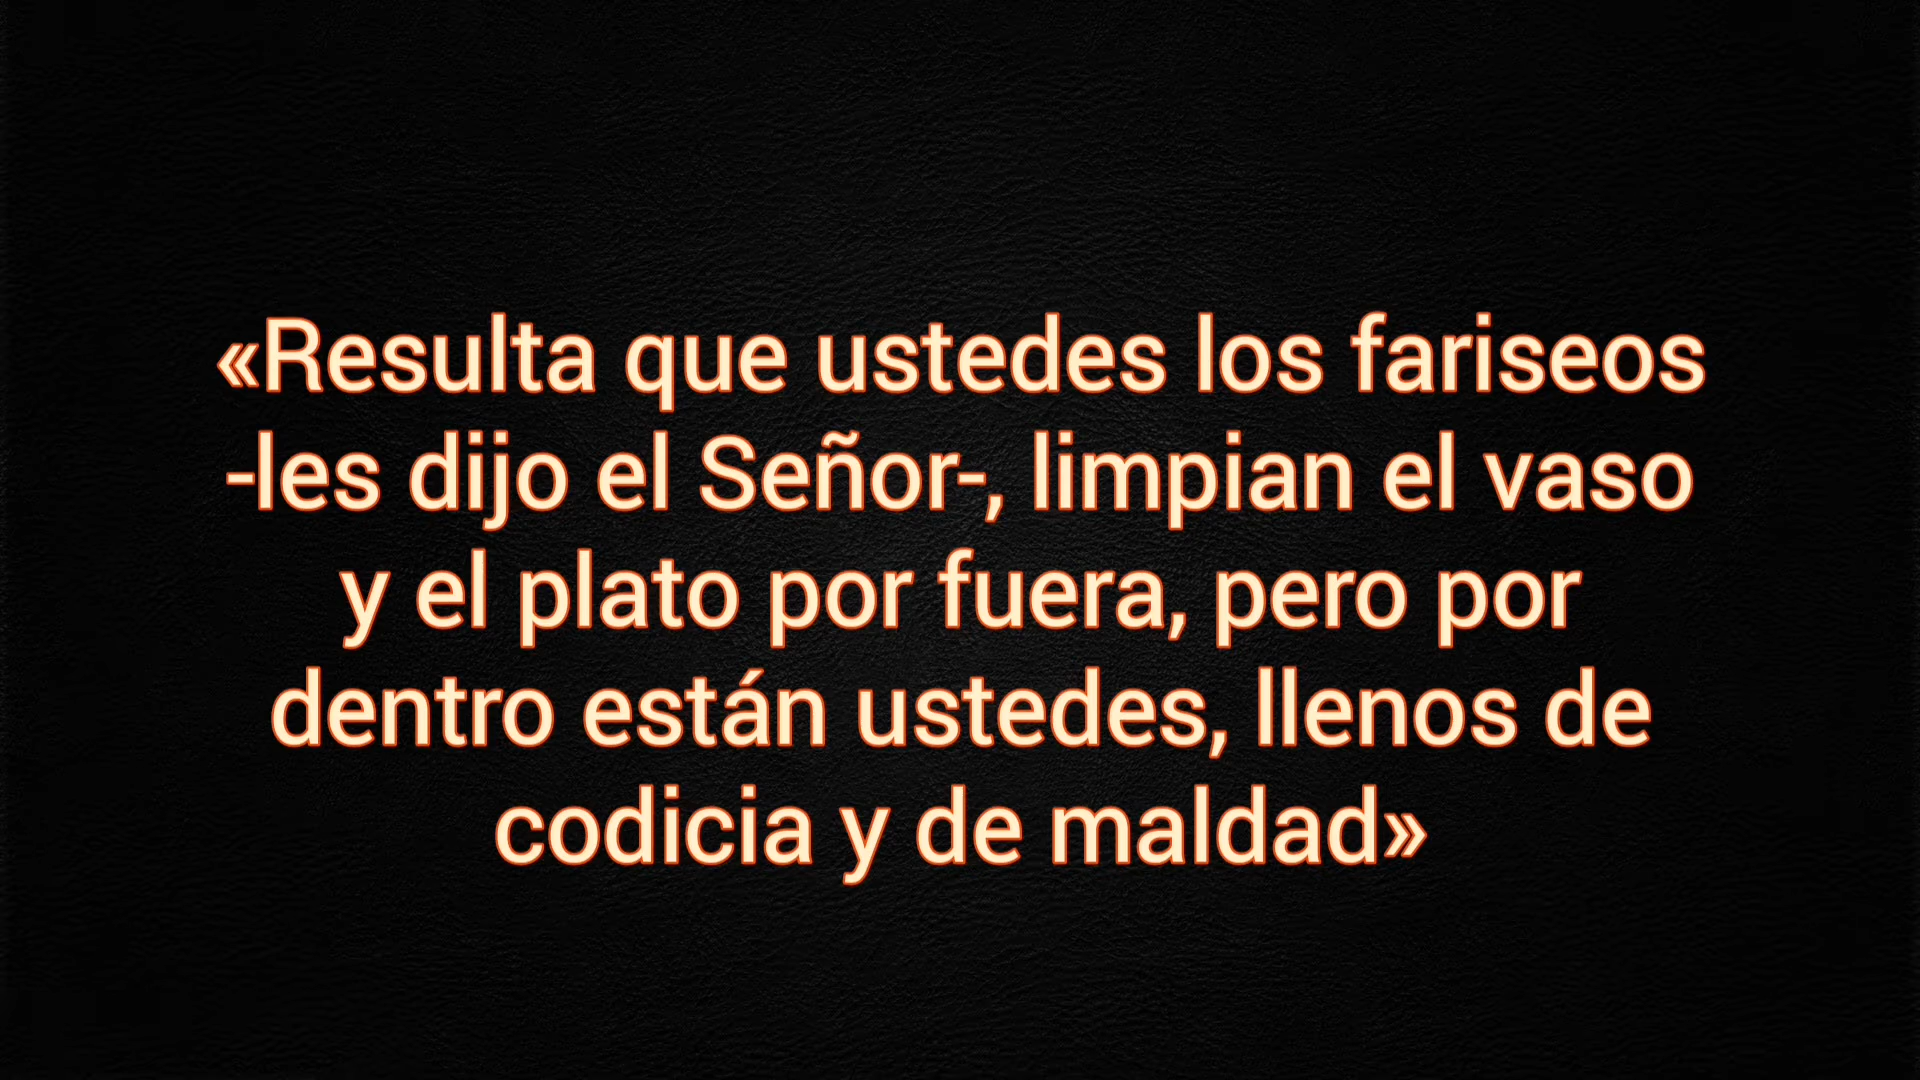 «Resulta que ustedes los fariseos
-les dijo el Señor-, limpian el vaso
y el plato por fuera, pero por
dentro están ustedes, llenos de
codicia y de maldad»